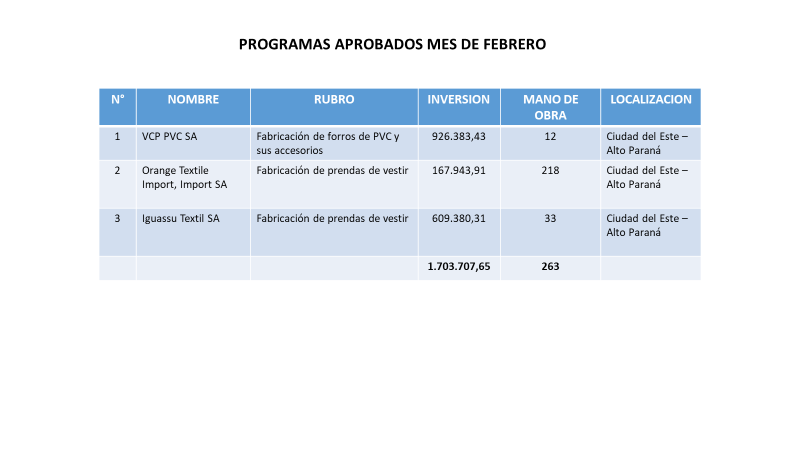 PROGRAMAS APROBADOS MES DE FEBRERO
N° NOMBRE RUBRO INVERSION MANO DE OBRA LOCALIZACION
1 VCP PVC SA Fabricación de forros de PVC y sus accesorios 926.383,43 12 Ciudad del Este – Alto Paraná
2 Orange Textile Import, Import SA Fabricación de prendas de vestir 167.943,91 218 Ciudad del Este – Alto Paraná
3 Iguassu Textil SA Fabricación de prendas de vestir 609.380,31 33 Ciudad del Este – Alto Paraná
1.703.707,65 263